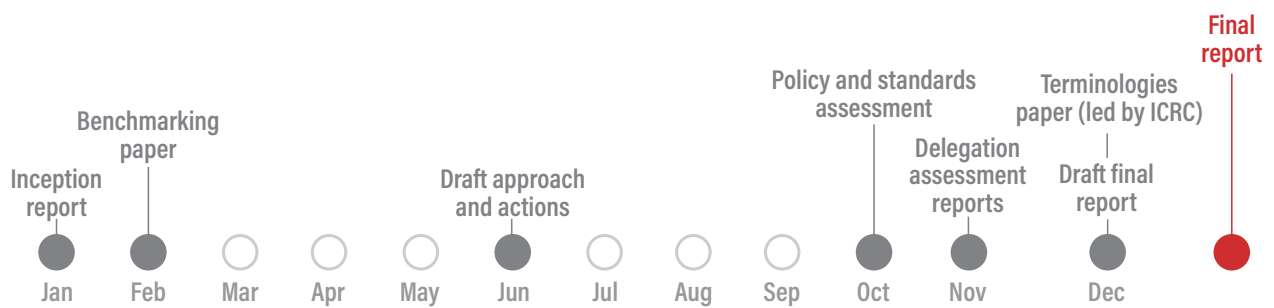 Final
report
Policy and standards
assessment
Terminologies
paper (led by ICRC)
Benchmarking
paper
Delegation
assessment
reports
Draft final
report
Inception
report
Draft approach
and actions
Jan
Feb
Mar
Apr
May
Jun
Jul
Aug
Sep
Oct
Nov
Dec